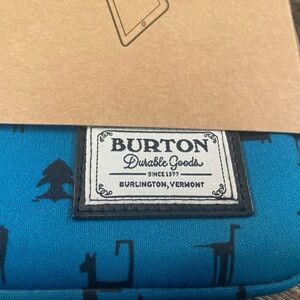 BURTON
Durable Goods
SINCE 1977
BURLINGTON, VERMONT